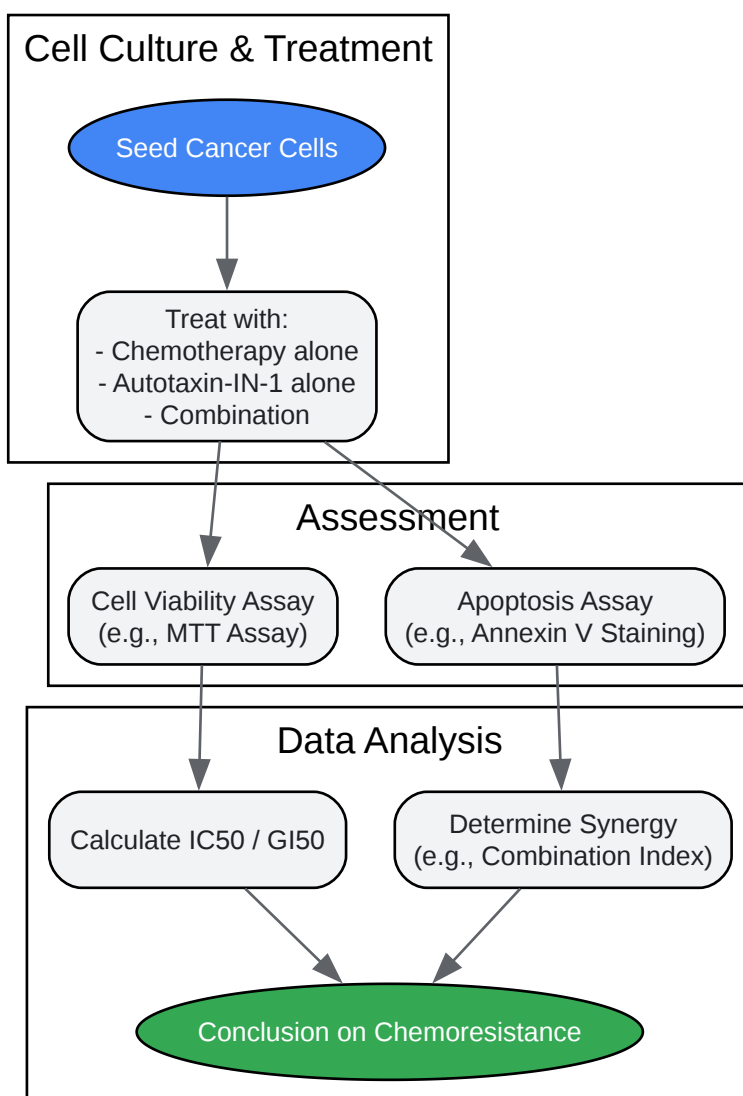 Cell Culture & Treatment
Seed Cancer Cells
Treat with:
- Chemotherapy alone
- Autotaxin-IN-1 alone
- Combination
Assessment
Cell Viability Assay
(e.g., MTT Assay)
Apoptosis Assay
(e.g., Annexin V Staining)
Data Analysis
Calculate IC50 / GI50
Determine Synergy
(e.g., Combination Index)
Conclusion on Chemoresistance